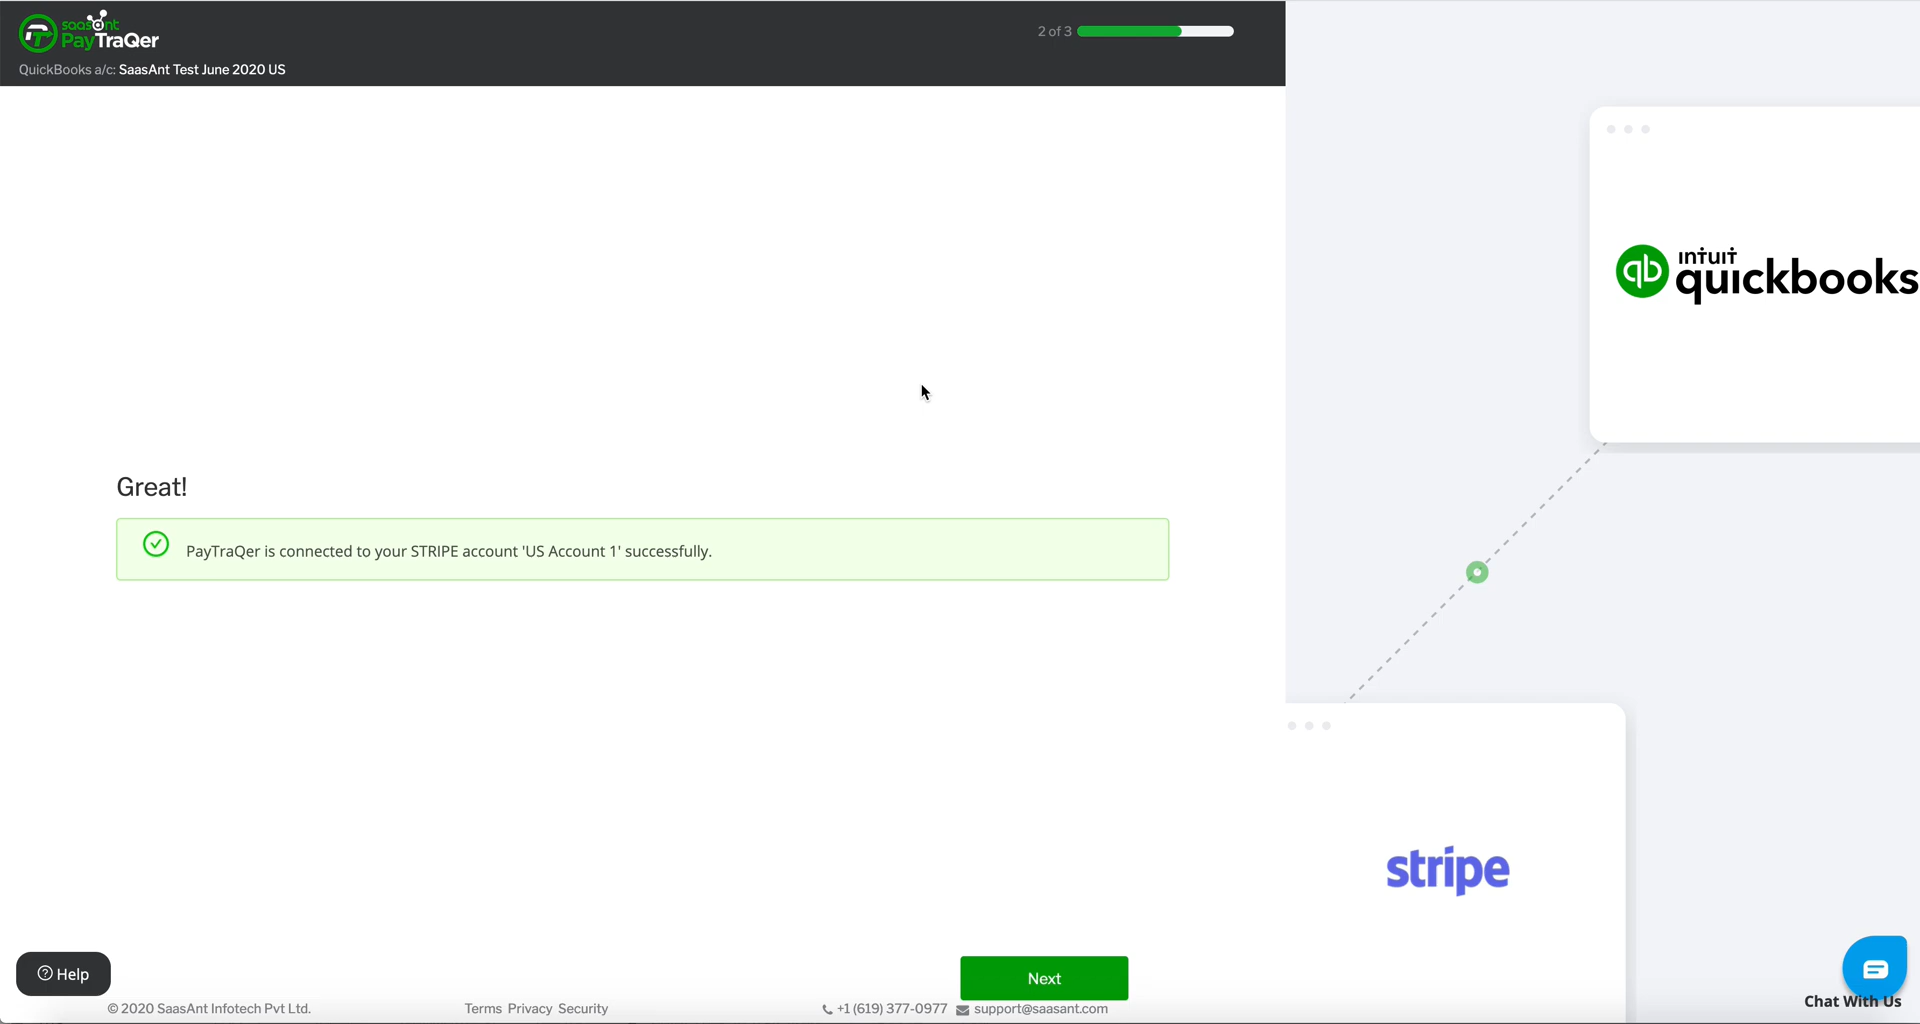 saasant
PayTraQer
QuickBooks a/c: SaasAnt Test June 2020 US
2 of 3
ıntuıt
qb quickbooks
Great!
PayTraQer is connected to your STRIPE account 'US Account 1' successfully.
stripe
Help
Next
© 2020 SaasAnt Infotech Pvt Ltd.
Terms Privacy Security
+1 (619) 377-0977
support@saasant.com
Chat With Us